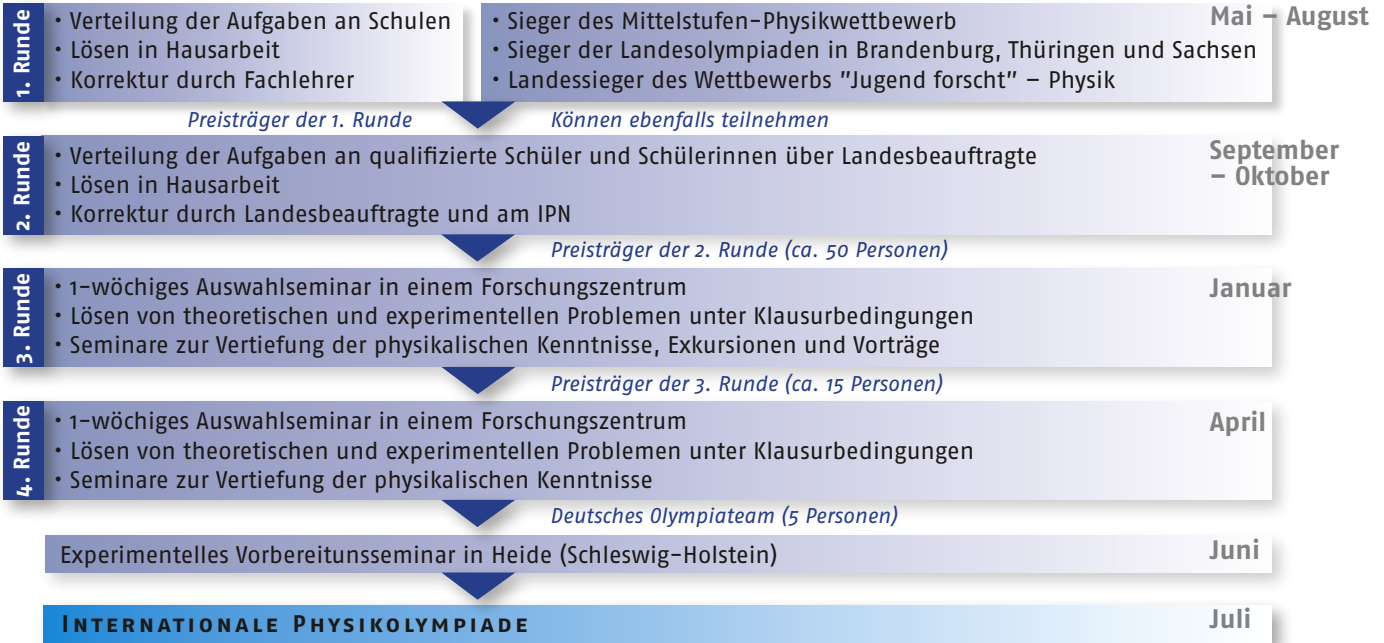 1. Runde
· Verteilung der Aufgaben an Schulen
· Lösen in Hausarbeit
· Korrektur durch Fachlehrer
· Sieger des Mittelstufen-Physikwettbewerb
· Sieger der Landesolympiaden in Brandenburg, Thüringen und Sachsen
· Landessieger des Wettbewerbs "Jugend forscht" – Physik
Mai – August
Preisträger der 1. Runde
Können ebenfalls teilnehmen
2. Runde
· Verteilung der Aufgaben an qualifizierte Schüler und Schülerinnen über Landesbeauftragte
· Lösen in Hausarbeit
· Korrektur durch Landesbeauftragte und am IPN
September
– Oktober
Preisträger der 2. Runde (ca. 50 Personen)
3. Runde
· 1-wöchiges Auswahlseminar in einem Forschungszentrum
· Lösen von theoretischen und experimentellen Problemen unter Klausurbedingungen
· Seminare zur Vertiefung der physikalischen Kenntnisse, Exkursionen und Vorträge
Januar
Preisträger der 3. Runde (ca. 15 Personen)
4. Runde
· 1-wöchiges Auswahlseminar in einem Forschungszentrum
· Lösen von theoretischen und experimentellen Problemen unter Klausurbedingungen
· Seminare zur Vertiefung der physikalischen Kenntnisse
April
Deutsches Olympiateam (5 Personen)
Experimentelles Vorbereitunsseminar in Heide (Schleswig-Holstein)
Juni
INTERNATIONALE PHYSIKOLYMPIADE
Juli